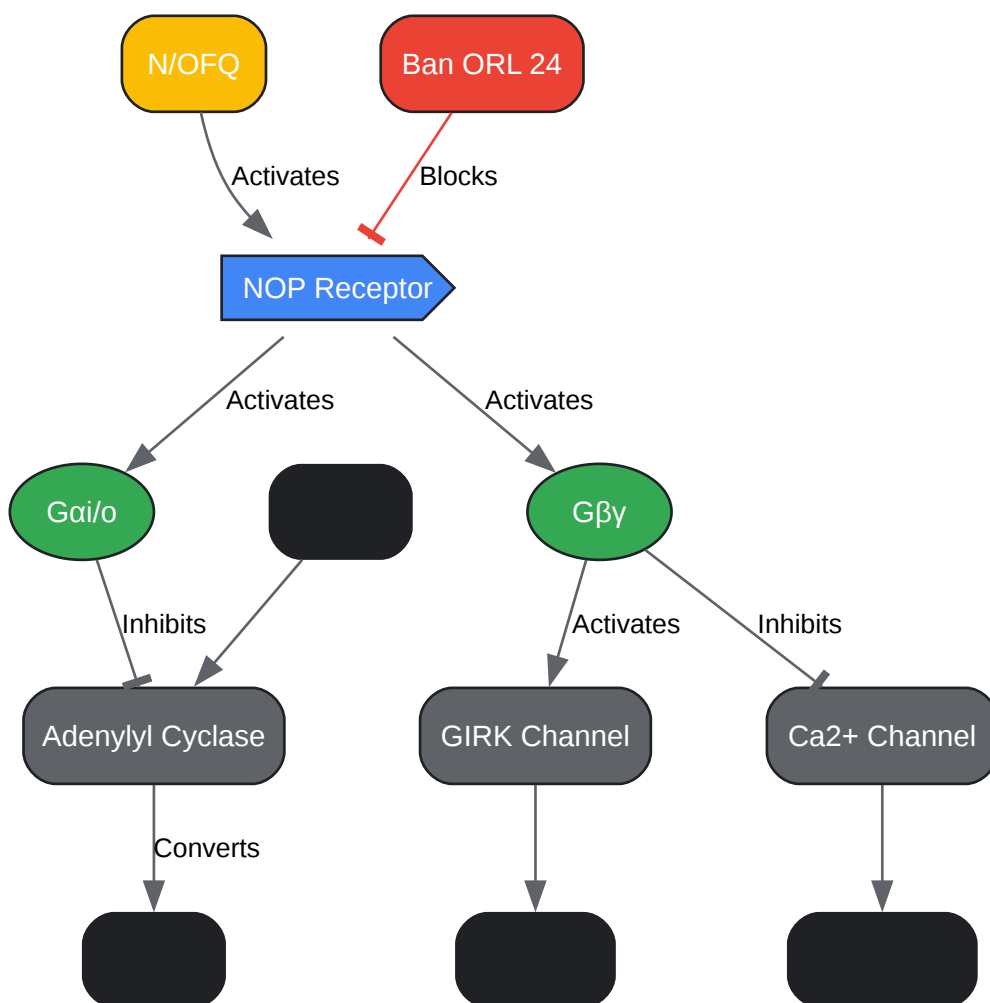 N/OFQ
Ban ORL 24
Activates
Blocks
NOP Receptor
Activates
Activates
Gαi/o
Gβγ
Inhibits
Activates
Inhibits
Adenylyl Cyclase
GIRK Channel
Ca2+ Channel
Converts